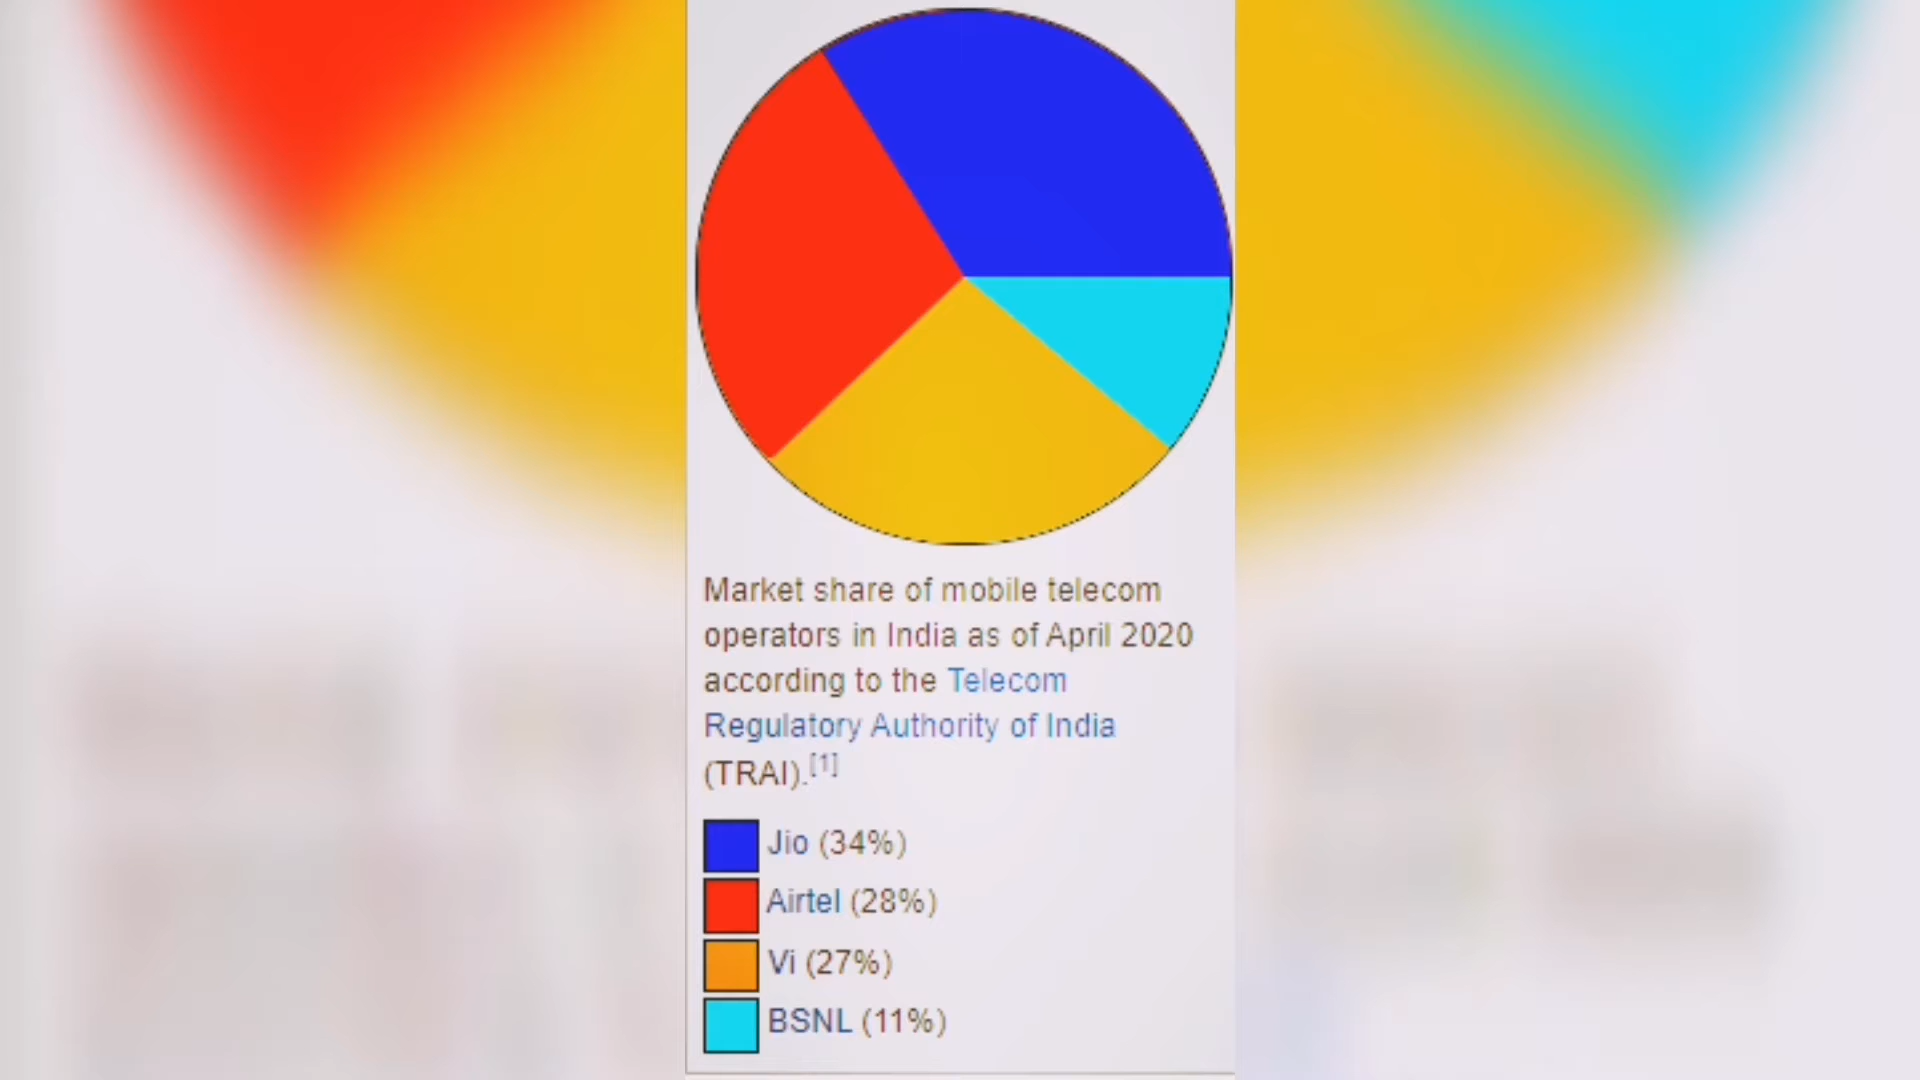 Market share of mobile telecom
operators in India as of April 2020
according to the Telecom
Regulatory Authority of India
(TRAI).[1]
Jio (34%)
Airtel (28%)
Vi (27%)
BSNL (11%)